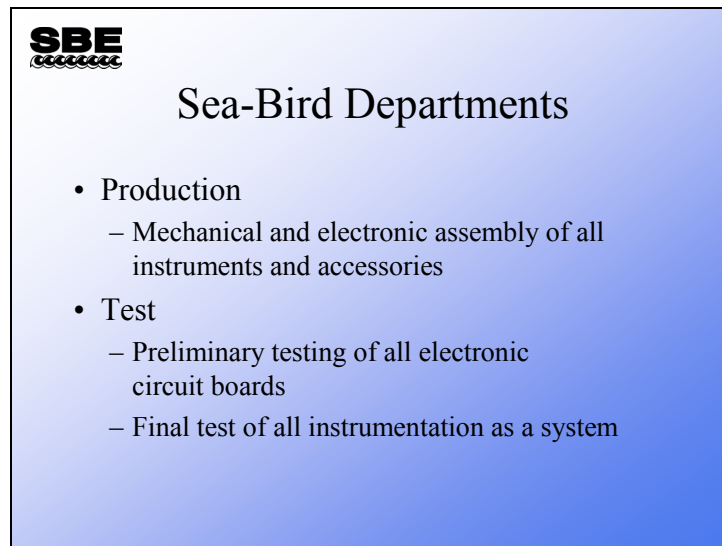 SBE
Sea-Bird Departments
• Production
– Mechanical and electronic assembly of all
instruments and accessories
• Test
– Preliminary testing of all electronic
circuit boards
– Final test of all instrumentation as a system